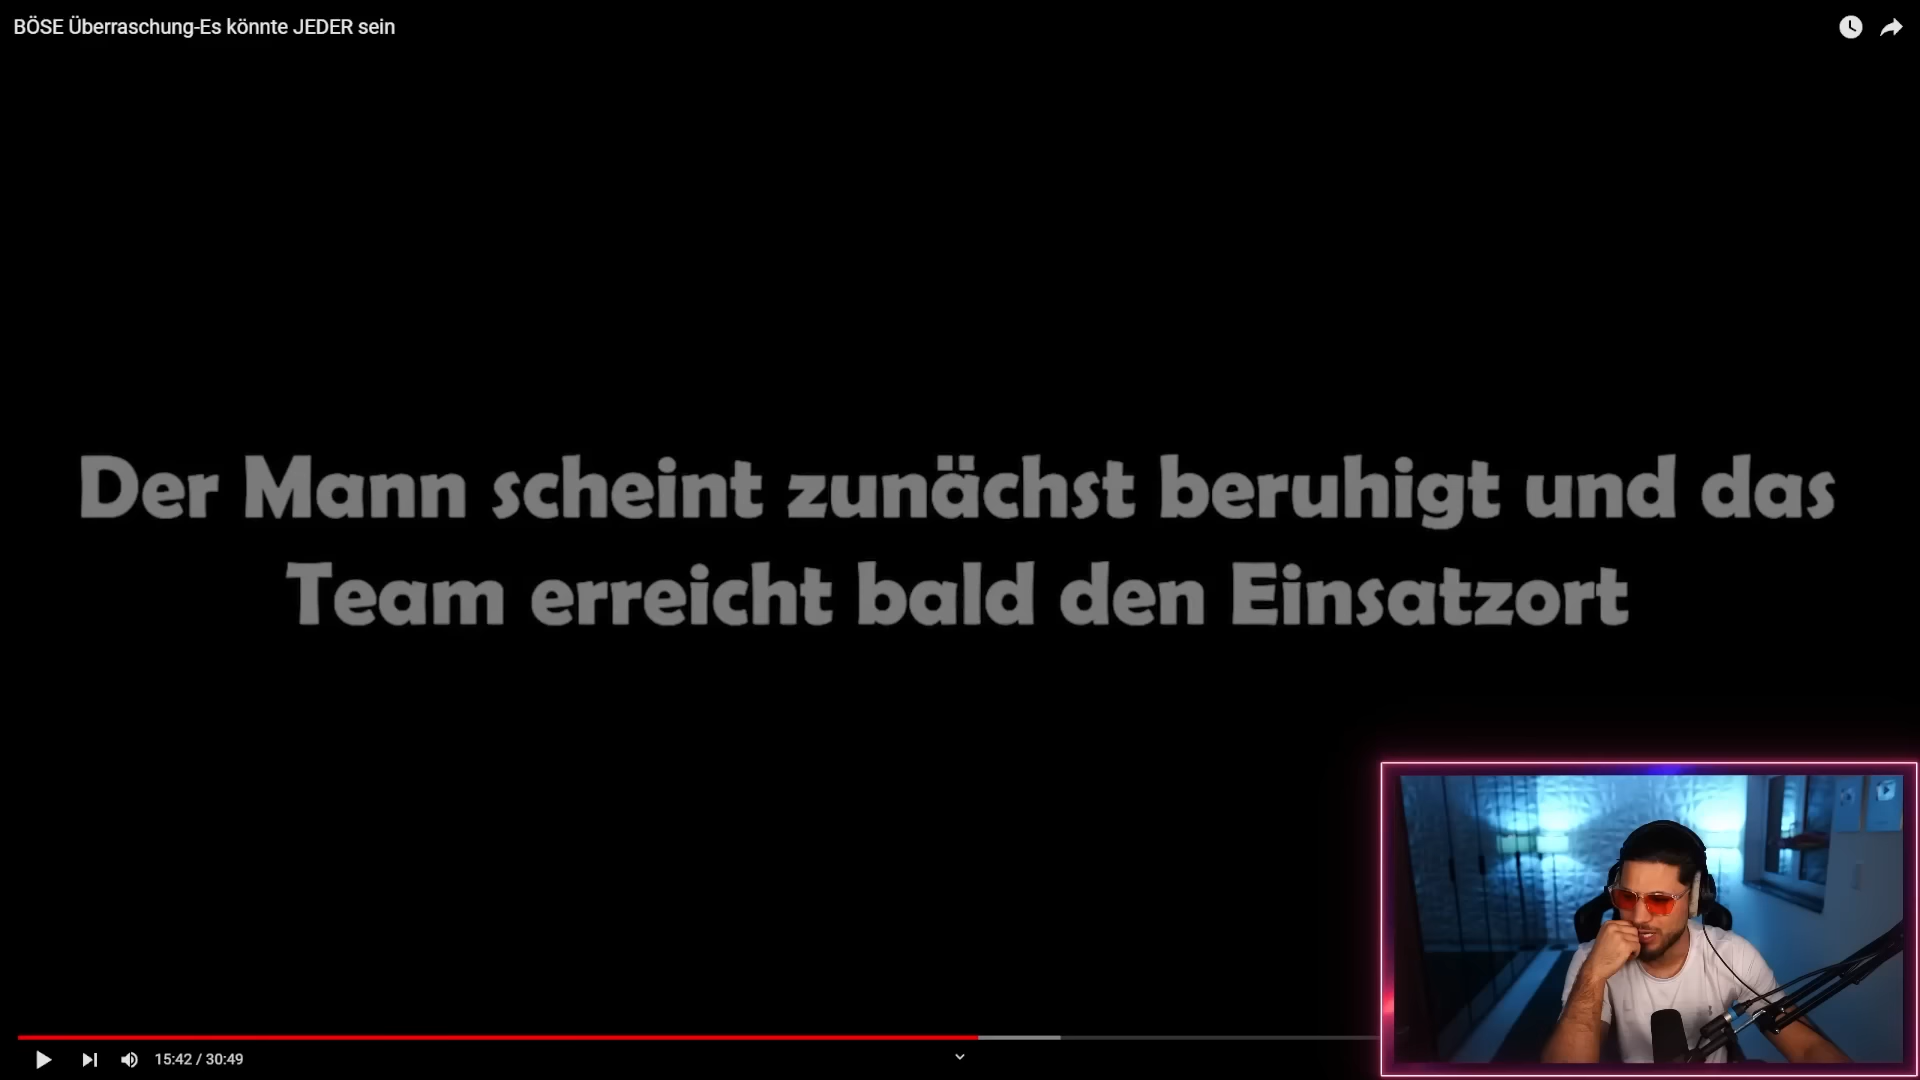 BÖSE Überraschung-Es könnte JEDER sein
Der Mann scheint zunächst beruhigt und das
Team erreicht bald den Einsatzort
15:42 / 30:49